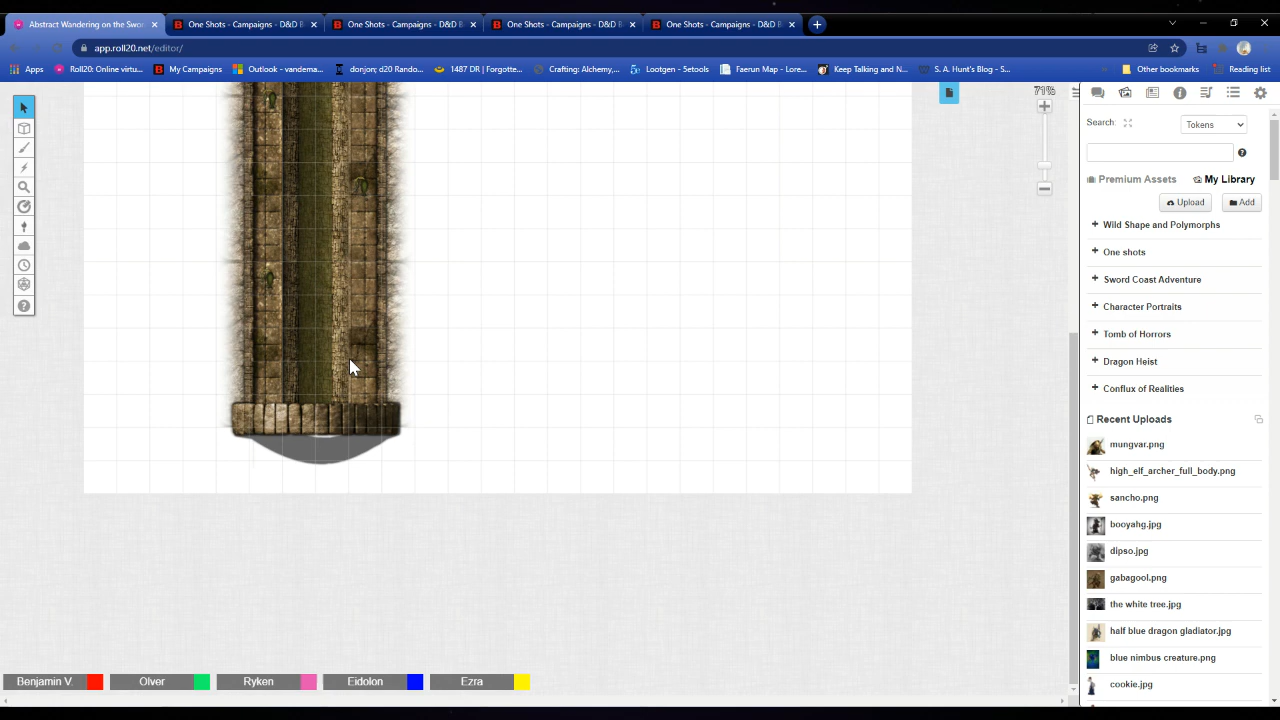 Abstract Wandering on the Swor
One Shots - Campaigns - D&D B
One Shots - Campaigns - D&D B
One Shots - Campaigns - D&D B
One Shots - Campaigns - D&D B
app.roll20.net/editor/
Apps
Roll20: Online virtu...
My Campaigns
Outlook - vandema...
donjon; d20 Rando...
1487 DR | Forgotte...
Crafting: Alchemy,...
Lootgen - 5etools
Faerun Map - Lore...
Keep Talking and N...
S. A. Hunt's Blog - S...
Other bookmarks
Reading list
71%
Search:
Tokens
Premium Assets
My Library
Upload
Add
Wild Shape and Polymorphs
One shots
Sword Coast Adventure
Character Portraits
Tomb of Horrors
Dragon Heist
Conflux of Realities
Recent Uploads
mungvar.png
high_elf_archer_full_body.png
sancho.png
booyahg.jpg
dipso.jpg
gabagool.png
the white tree.jpg
half blue dragon gladiator.jpg
blue nimbus creature.png
cookie.jpg
Benjamin V.
Olver
Ryken
Eidolon
Ezra